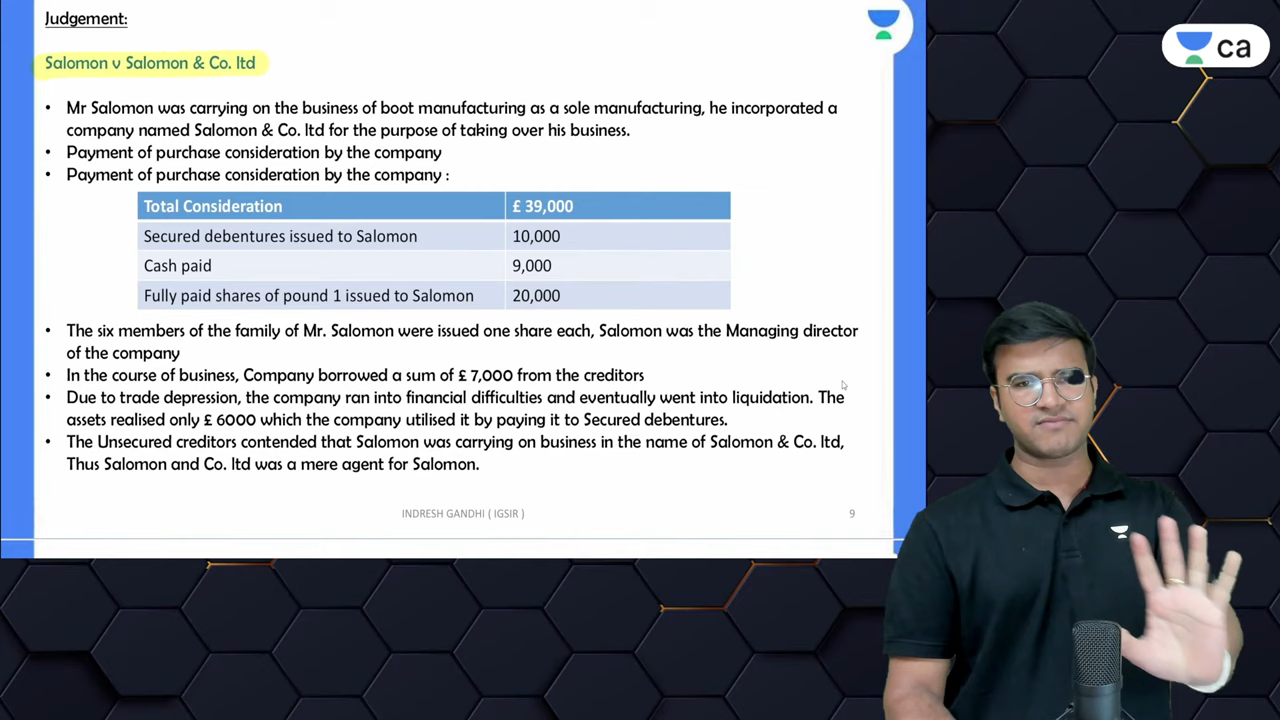 Judgement:
Salomon v Salomon & Co. ltd
• Mr Salomon was carrying on the business of boot manufacturing as a sole manufacturing, he incorporated a
company named Salomon & Co. ltd for the purpose of taking over his business.
• Payment of purchase consideration by the company
• Payment of purchase consideration by the company :
Total Consideration £ 39,000
Secured debentures issued to Salomon 10,000
Cash paid 9,000
Fully paid shares of pound 1 issued to Salomon 20,000
• The six members of the family of Mr. Salomon were issued one share each, Salomon was the Managing director
of the company
• In the course of business, Company borrowed a sum of £ 7,000 from the creditors
• Due to trade depression, the company ran into financial difficulties and eventually went into liquidation. The
assets realised only £ 6000 which the company utilised it by paying it to Secured debentures.
• The Unsecured creditors contended that Salomon was carrying on business in the name of Salomon & Co. ltd,
Thus Salomon and Co. ltd was a mere agent for Salomon.
INDRESH GANDHI ( IGSIR ) 9
ca